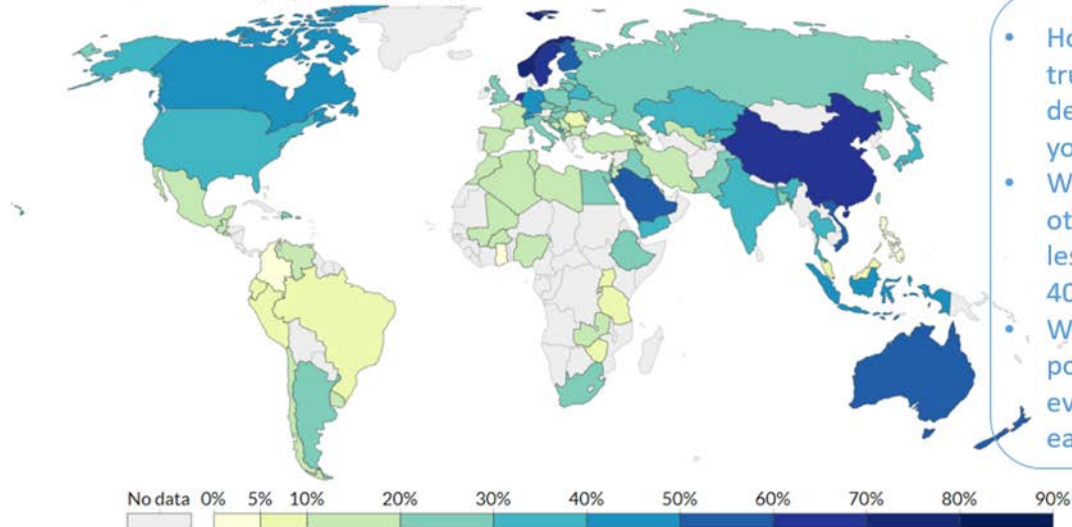 • Ho
tru
de
yo
• W
ot
les
40
• W
po
ev
ea
No data 0% 5% 10% 20% 30% 40% 50% 60% 70% 80% 90%